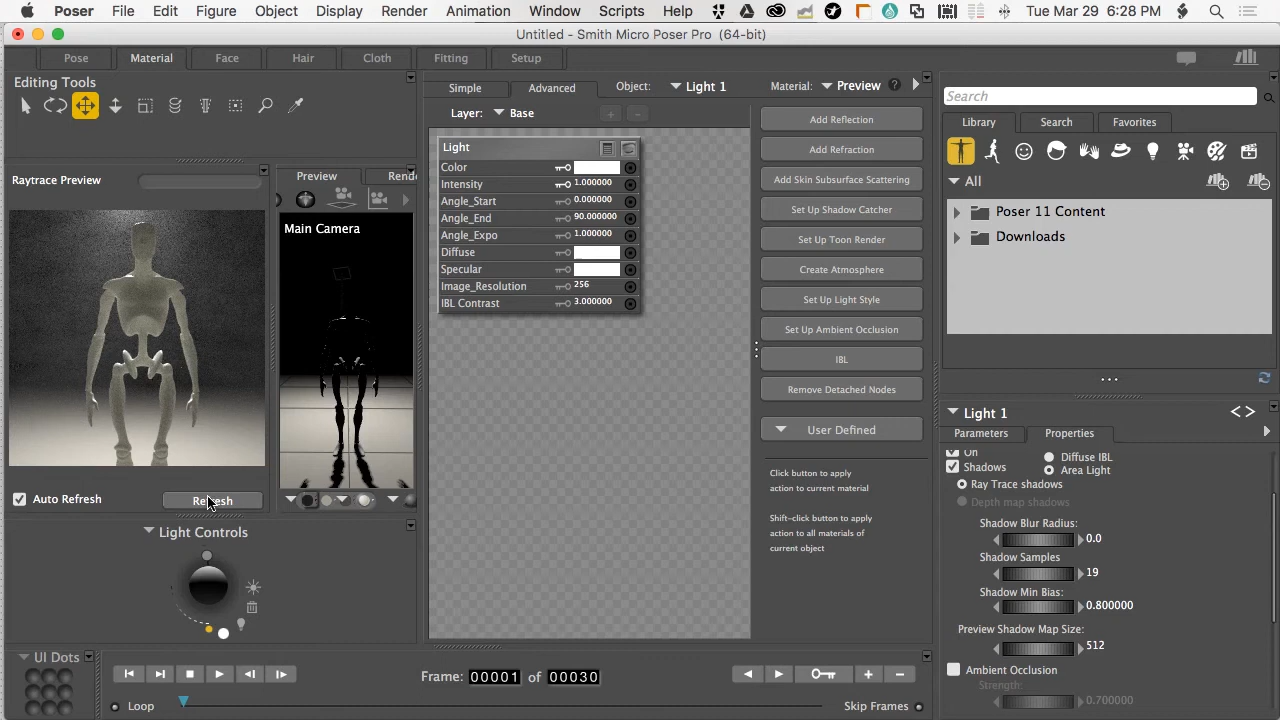 Poser File Edit Figure Object Display Render Animation Window Scripts Help Tue Mar 29 6:28 PM
Untitled - Smith Micro Poser Pro (64-bit)
Pose Material Face Hair Cloth Fitting Setup
Editing Tools
Raytrace Preview
Preview
Main Camera
Auto Refresh
Refresh
Light Controls
Simple Advanced Object: Light 1 Material: Preview ?
Layer: Base + -
Light
Color
Intensity 1.000000
Angle_Start 0.000000
Angle_End 90.000000
Angle_Expo 1.000000
Diffuse
Specular
Image_Resolution 256
IBL Contrast 3.000000
Add Reflection
Add Refraction
Add Skin Subsurface Scattering
Set Up Shadow Catcher
Set Up Toon Render
Create Atmosphere
Set Up Light Style
Set Up Ambient Occlusion
IBL
Remove Detached Nodes
User Defined
Click button to apply
action to current material
Shift-click button to apply
action to all materials of
current object
Search
Library Search Favorites
All
Poser 11 Content
Downloads
Light 1
Parameters Properties
On Diffuse IBL
Shadows Area Light
Ray Trace shadows
Depth map shadows
Shadow Blur Radius:
0.0
Shadow Samples
19
Shadow Min Bias:
0.800000
Preview Shadow Map Size:
512
Ambient Occlusion
Strength:
0.700000
UI Dots
Frame: 00001 of 00030
Loop
Skip Frames